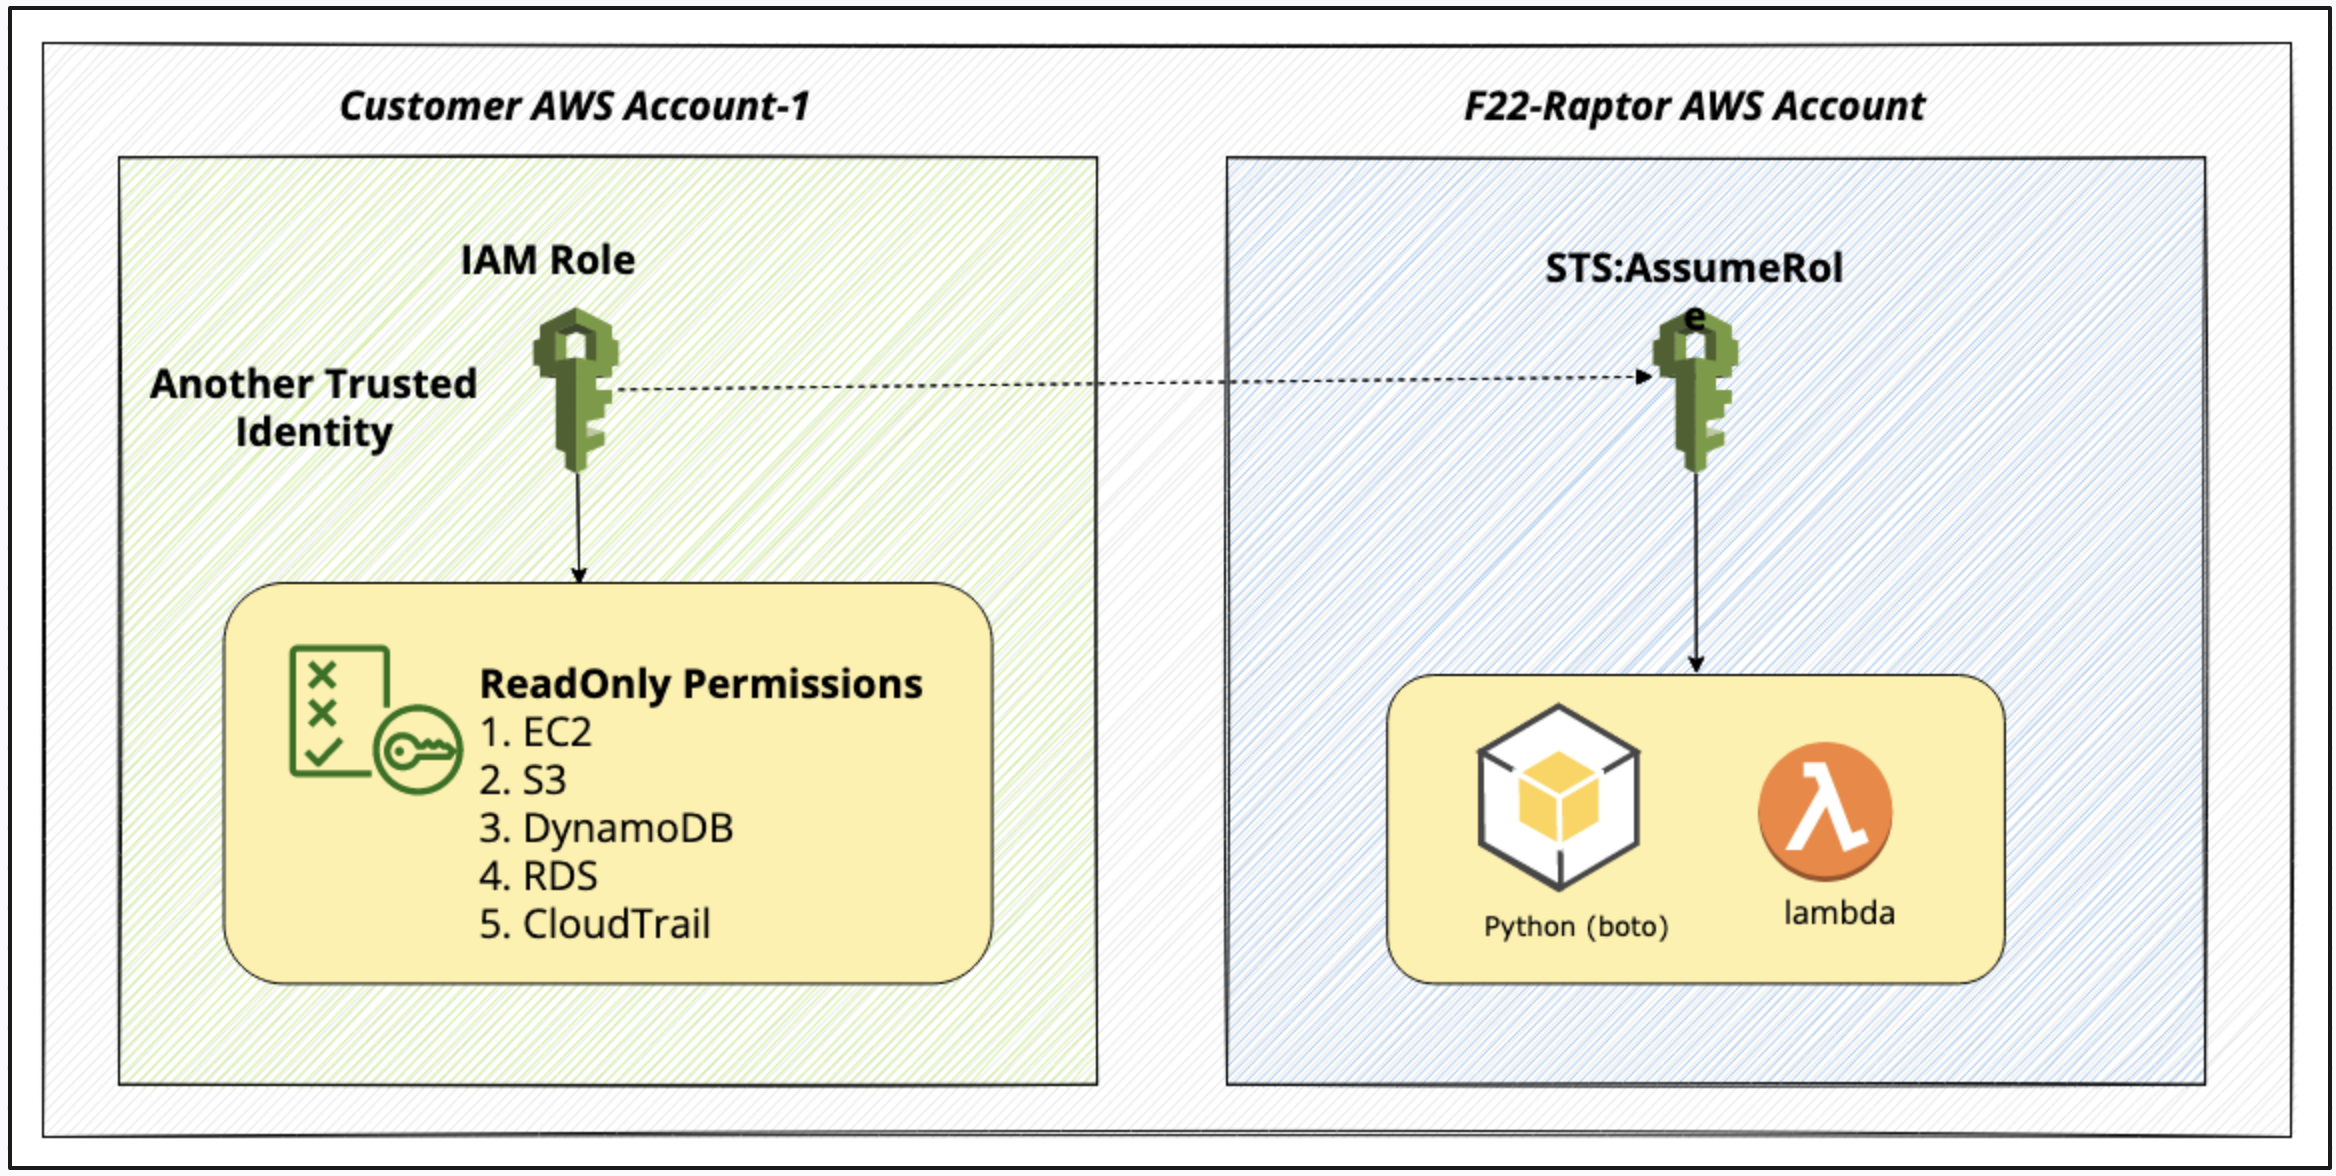 Customer AWS Account-1
F22-Raptor AWS Account
IAM Role
Another Trusted
Identity
ReadOnly Permissions
1. EC2
2. S3
3. DynamoDB
4. RDS
5. CloudTrail
STS:AssumeRol
e
Python (boto)
lambda